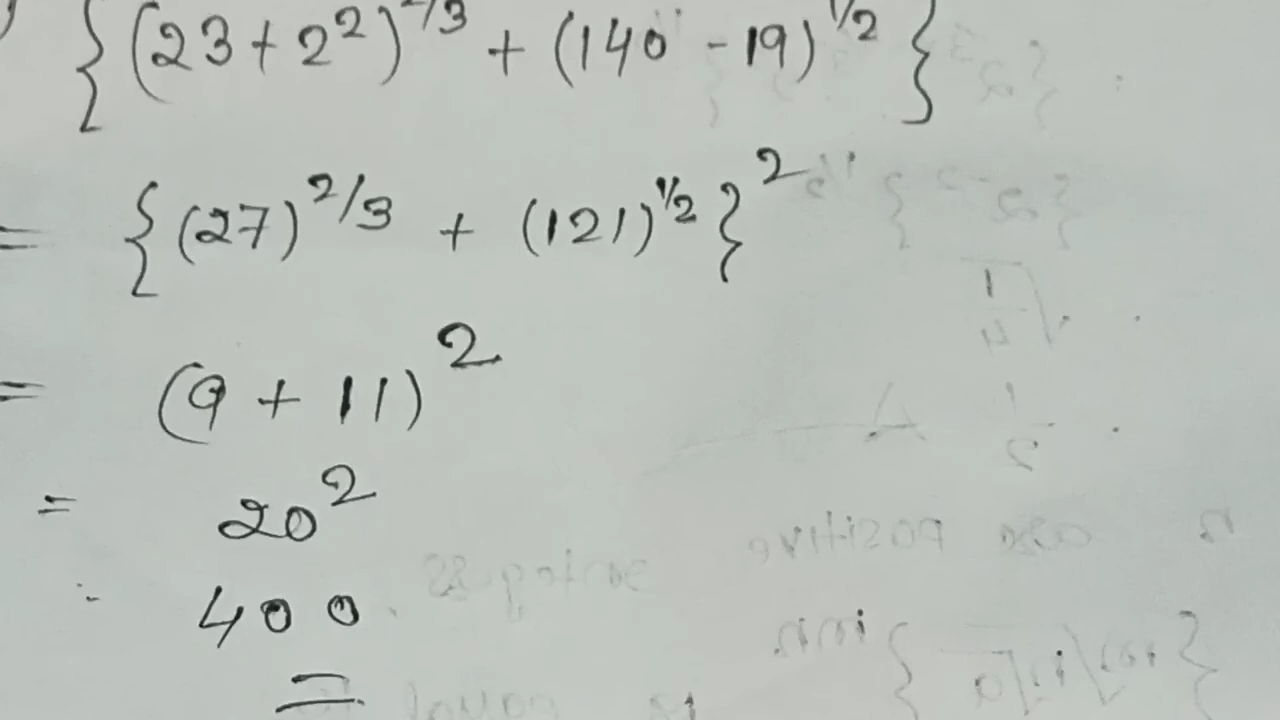 ) {(23+2²)^2/3 + (140 - 19)^1/2}
= {(27)^2/3 + (121)^1/2}²
= (9 + 11)²
= 20²
400